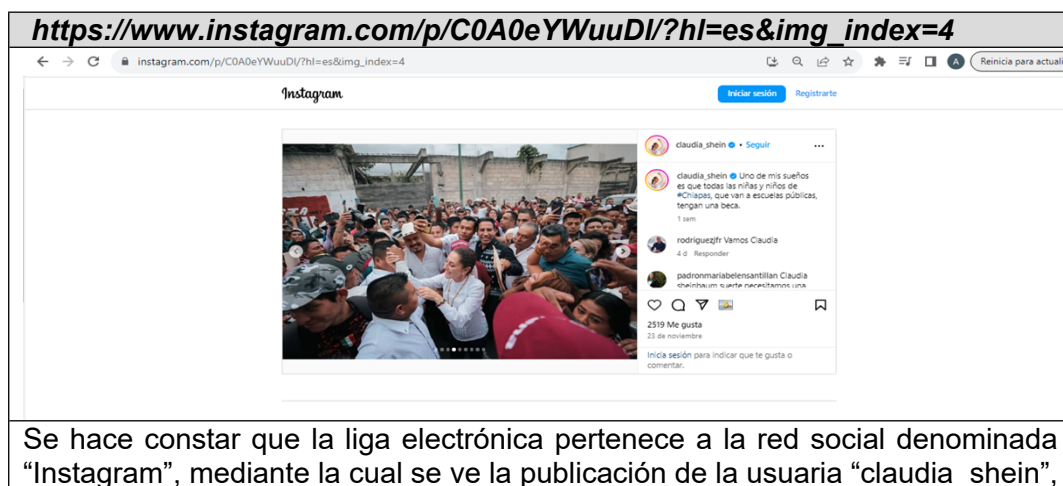 https://www.instagram.com/p/C0A0eYWuuDI/?hl=es&img_index=4
instagram.com/p/C0A0eYWuuDI/?hl=es&img_index=4
A
Reinicia para actuali
Instagram
Iniciar sesión
Registrarte
claudia_shein • Seguir
claudia_shein Uno de mis sueños
es que todas las niñas y niños de
#Chiapas, que van a escuelas públicas,
tengan una beca.
1 sem
rodriguezjfr Vamos Claudia
4 d Responder
padronmariabelensantillan Claudia
sheinbaum suerte necesitamos una
2519 Me gusta
23 de noviembre
Inicia sesión para indicar que te gusta o
comentar.
Se hace constar que la liga electrónica pertenece a la red social denominada
“Instagram”, mediante la cual se ve la publicación de la usuaria “claudia_shein”,